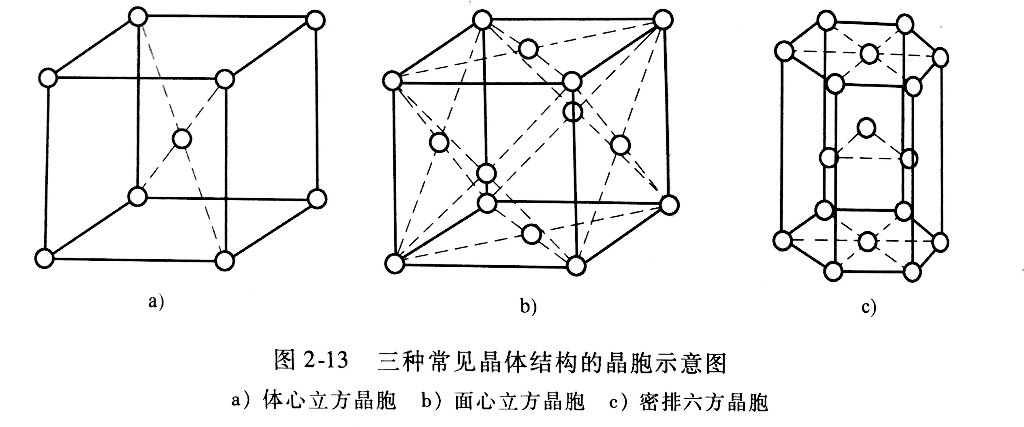 a) b) c)
图 2-13 三种常见晶体结构的晶胞示意图
a) 体心立方晶胞 b) 面心立方晶胞 c) 密排六方晶胞